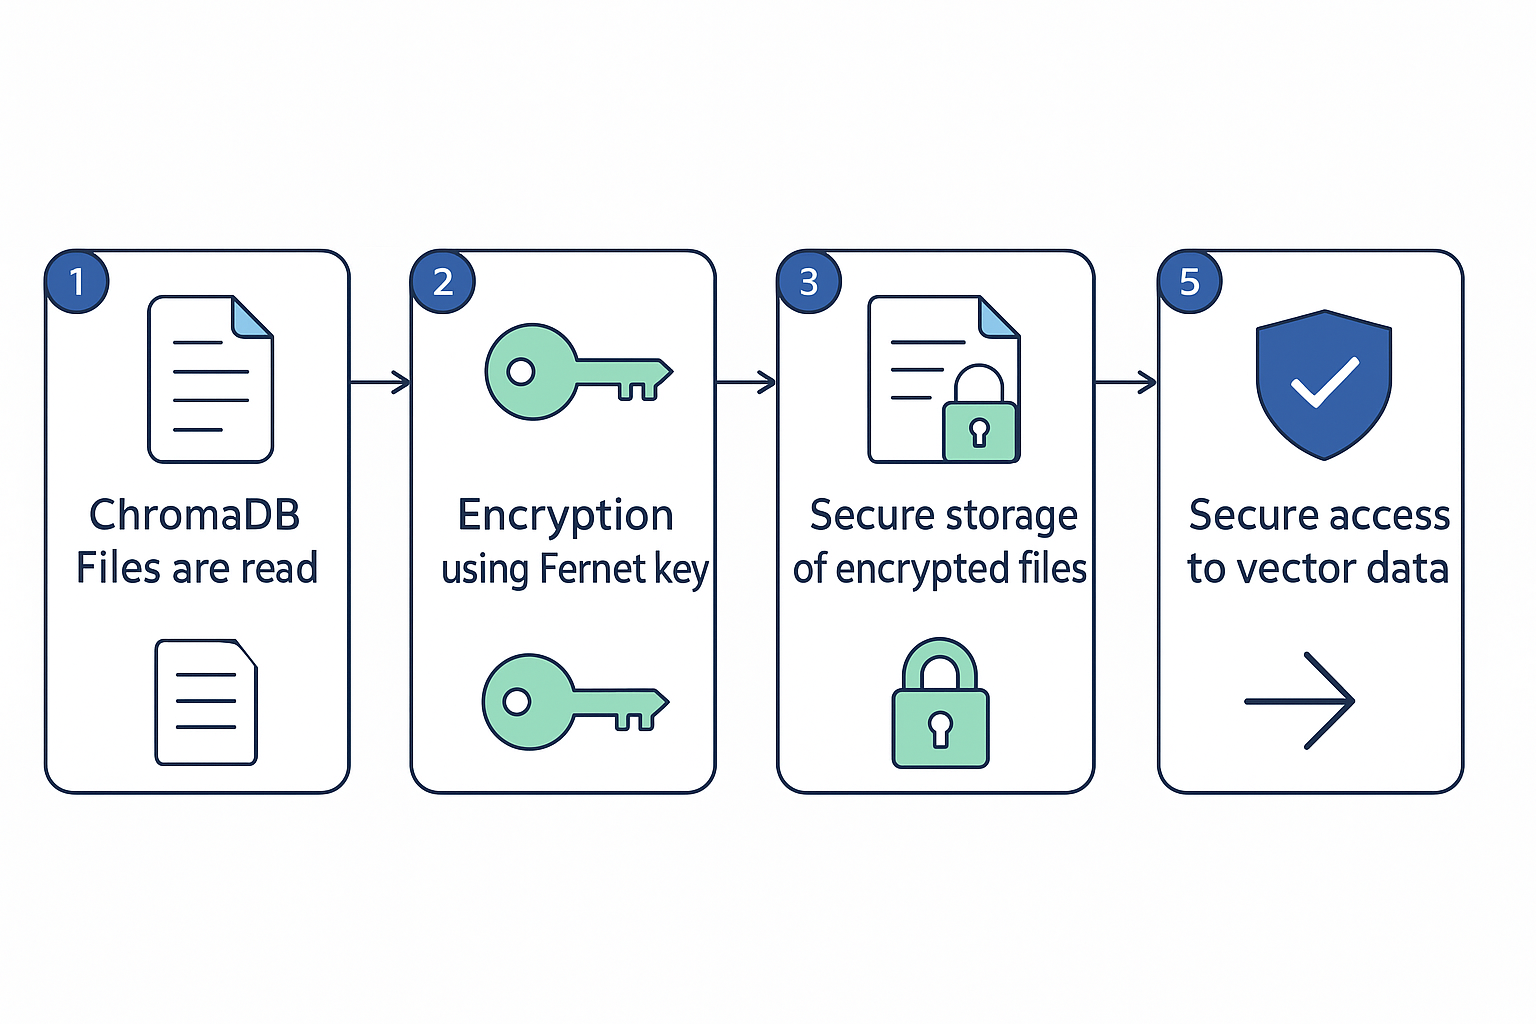 1
ChromaDB
Files are read
2
Encryption
using Fernet key
3
Secure storage
of encrypted files
5
Secure access
to vector data